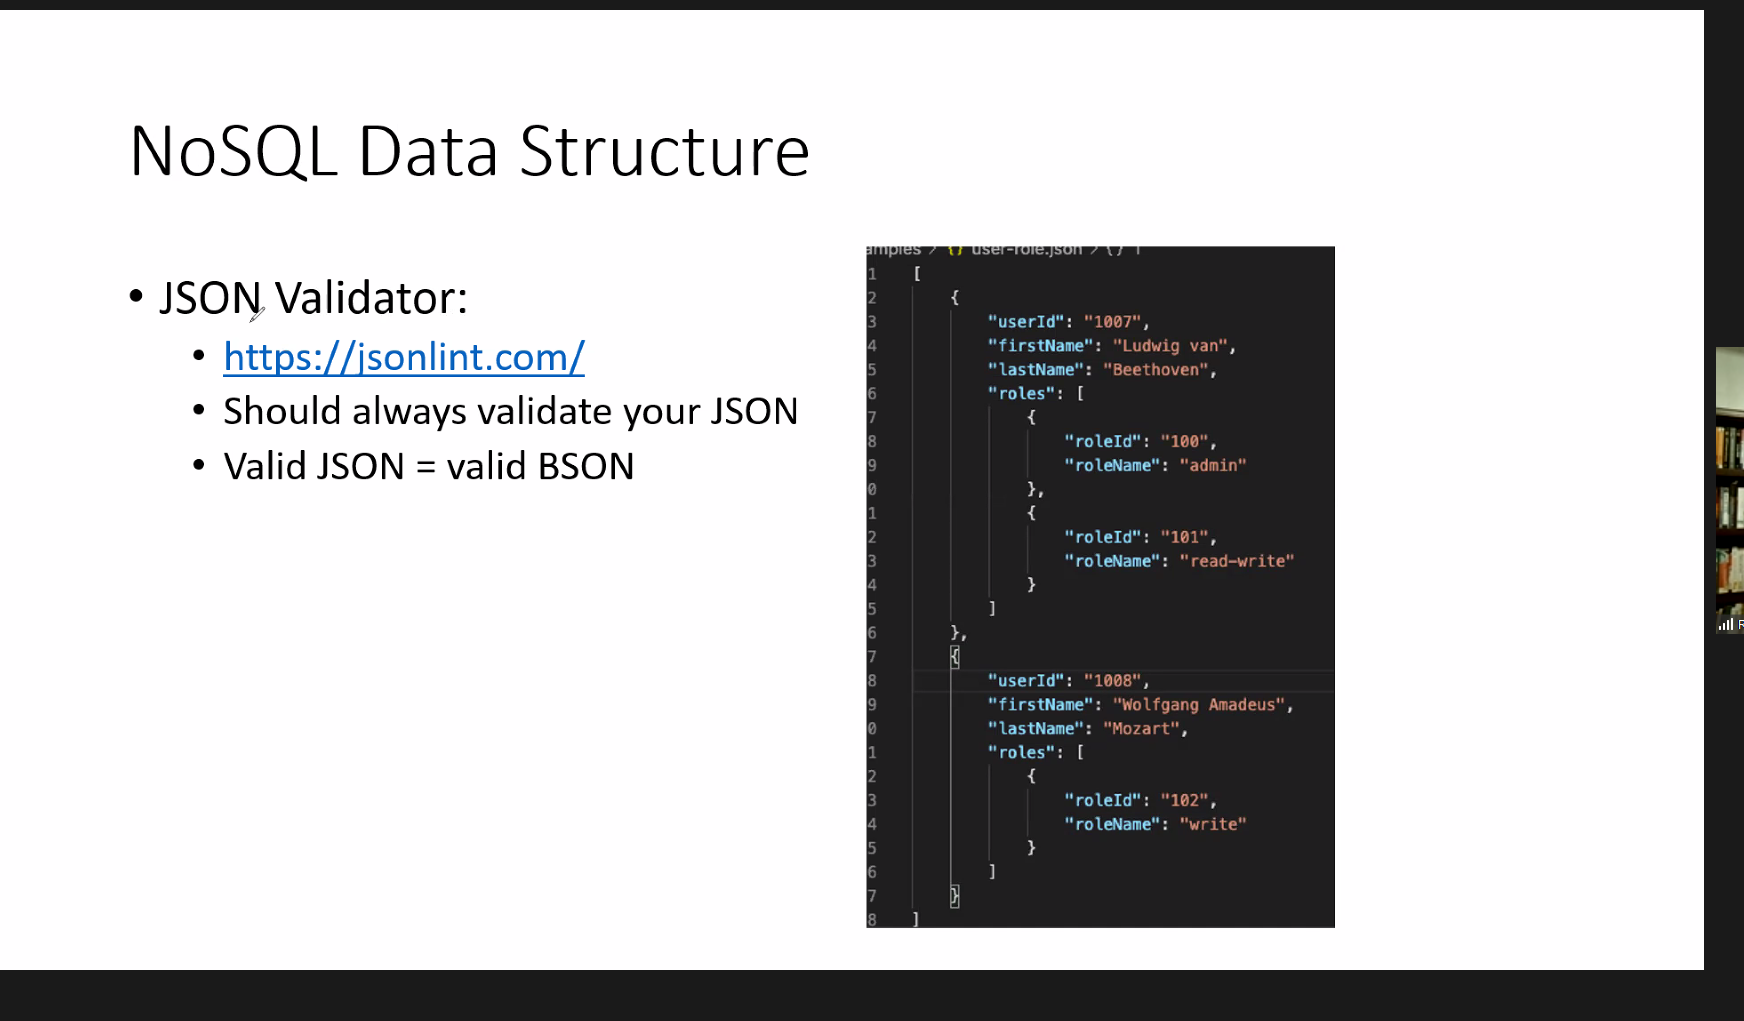 NoSQL Data Structure
• JSON Validator:
• https://jsonlint.com/
• Should always validate your JSON
• Valid JSON = valid BSON
amples > {} user-role.json > {} 1
1 [
2 {
3 "userId": "1007",
4 "firstName": "Ludwig van",
5 "lastName": "Beethoven",
6 "roles": [
7 {
8 "roleId": "100",
9 "roleName": "admin"
0 },
1 {
2 "roleId": "101",
3 "roleName": "read-write"
4 }
5 ]
6 },
7 {
8 "userId": "1008",
9 "firstName": "Wolfgang Amadeus",
0 "lastName": "Mozart",
1 "roles": [
2 {
3 "roleId": "102",
4 "roleName": "write"
5 }
6 ]
7 }
8 ]
R